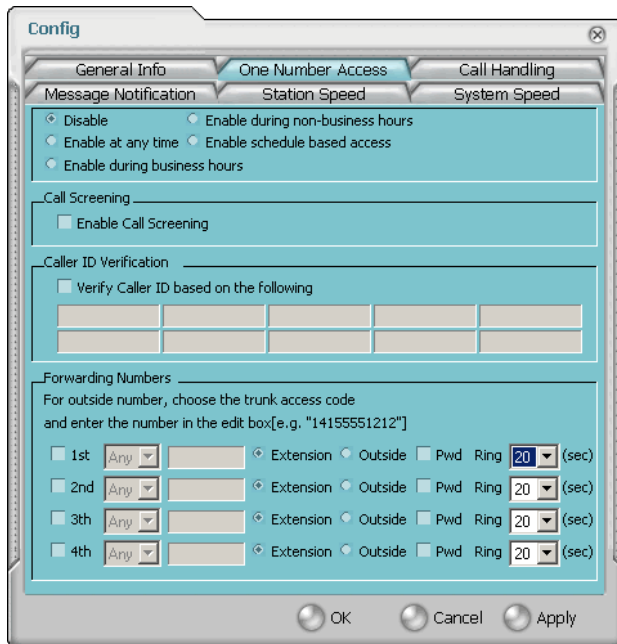 Config
General Info One Number Access Call Handling
Message Notification Station Speed System Speed
Disable Enable during non-business hours
Enable at any time Enable schedule based access
Enable during business hours
Call Screening
Enable Call Screening
Caller ID Verification
Verify Caller ID based on the following
Forwarding Numbers
For outside number, choose the trunk access code
and enter the number in the edit box[e.g. "14155551212"]
1st Any Extension Outside Pwd Ring 20 (sec)
2nd Any Extension Outside Pwd Ring 20 (sec)
3th Any Extension Outside Pwd Ring 20 (sec)
4th Any Extension Outside Pwd Ring 20 (sec)
OK Cancel Apply